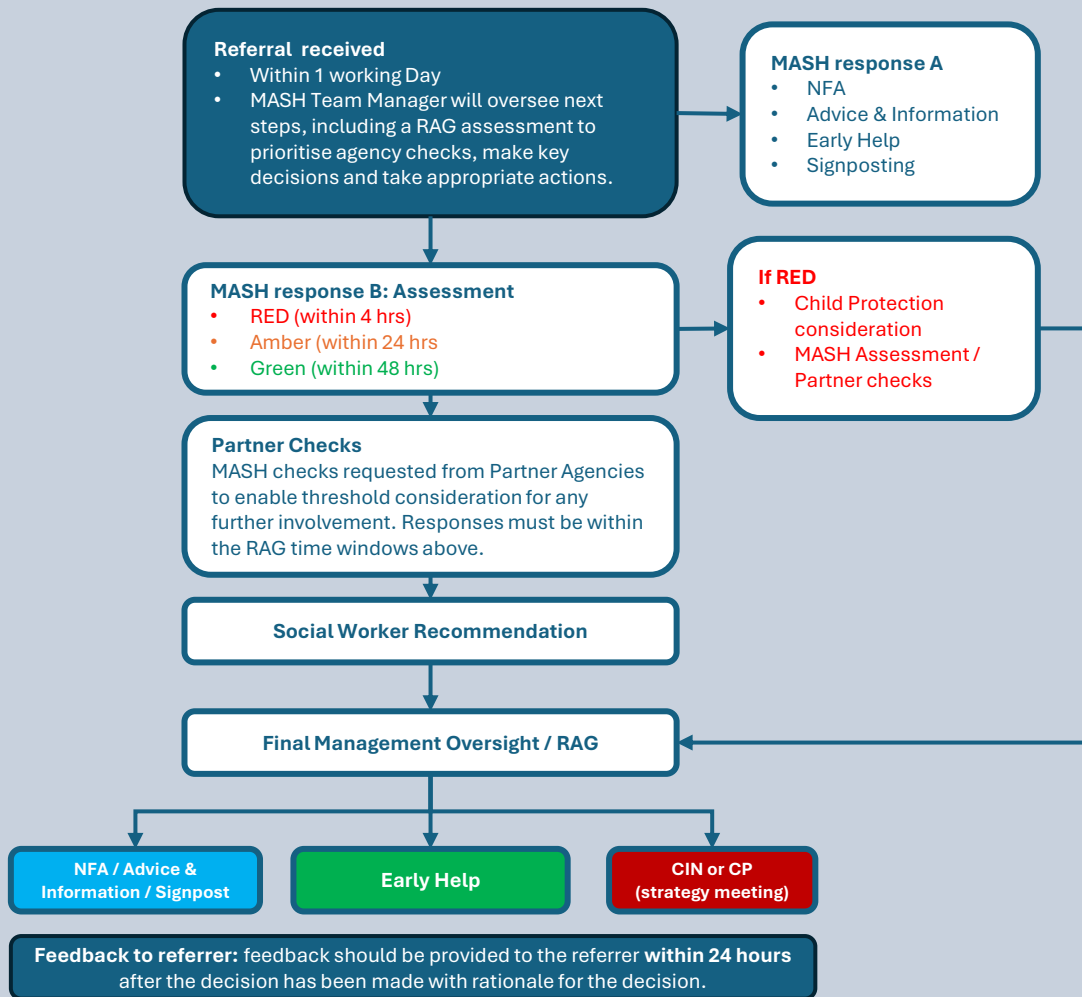 Referral received
• Within 1 working Day
• MASH Team Manager will oversee next
steps, including a RAG assessment to
prioritise agency checks, make key
decisions and take appropriate actions.
MASH response A
• NFA
• Advice & Information
• Early Help
• Signposting
MASH response B: Assessment
• RED (within 4 hrs)
• Amber (within 24 hrs
• Green (within 48 hrs)
If RED
• Child Protection
consideration
• MASH Assessment /
Partner checks
Partner Checks
MASH checks requested from Partner Agencies
to enable threshold consideration for any
further involvement. Responses must be within
the RAG time windows above.
Social Worker Recommendation
Final Management Oversight / RAG
NFA / Advice &
Information / Signpost
Early Help
CIN or CP
(strategy meeting)
Feedback to referrer: feedback should be provided to the referrer within 24 hours
after the decision has been made with rationale for the decision.